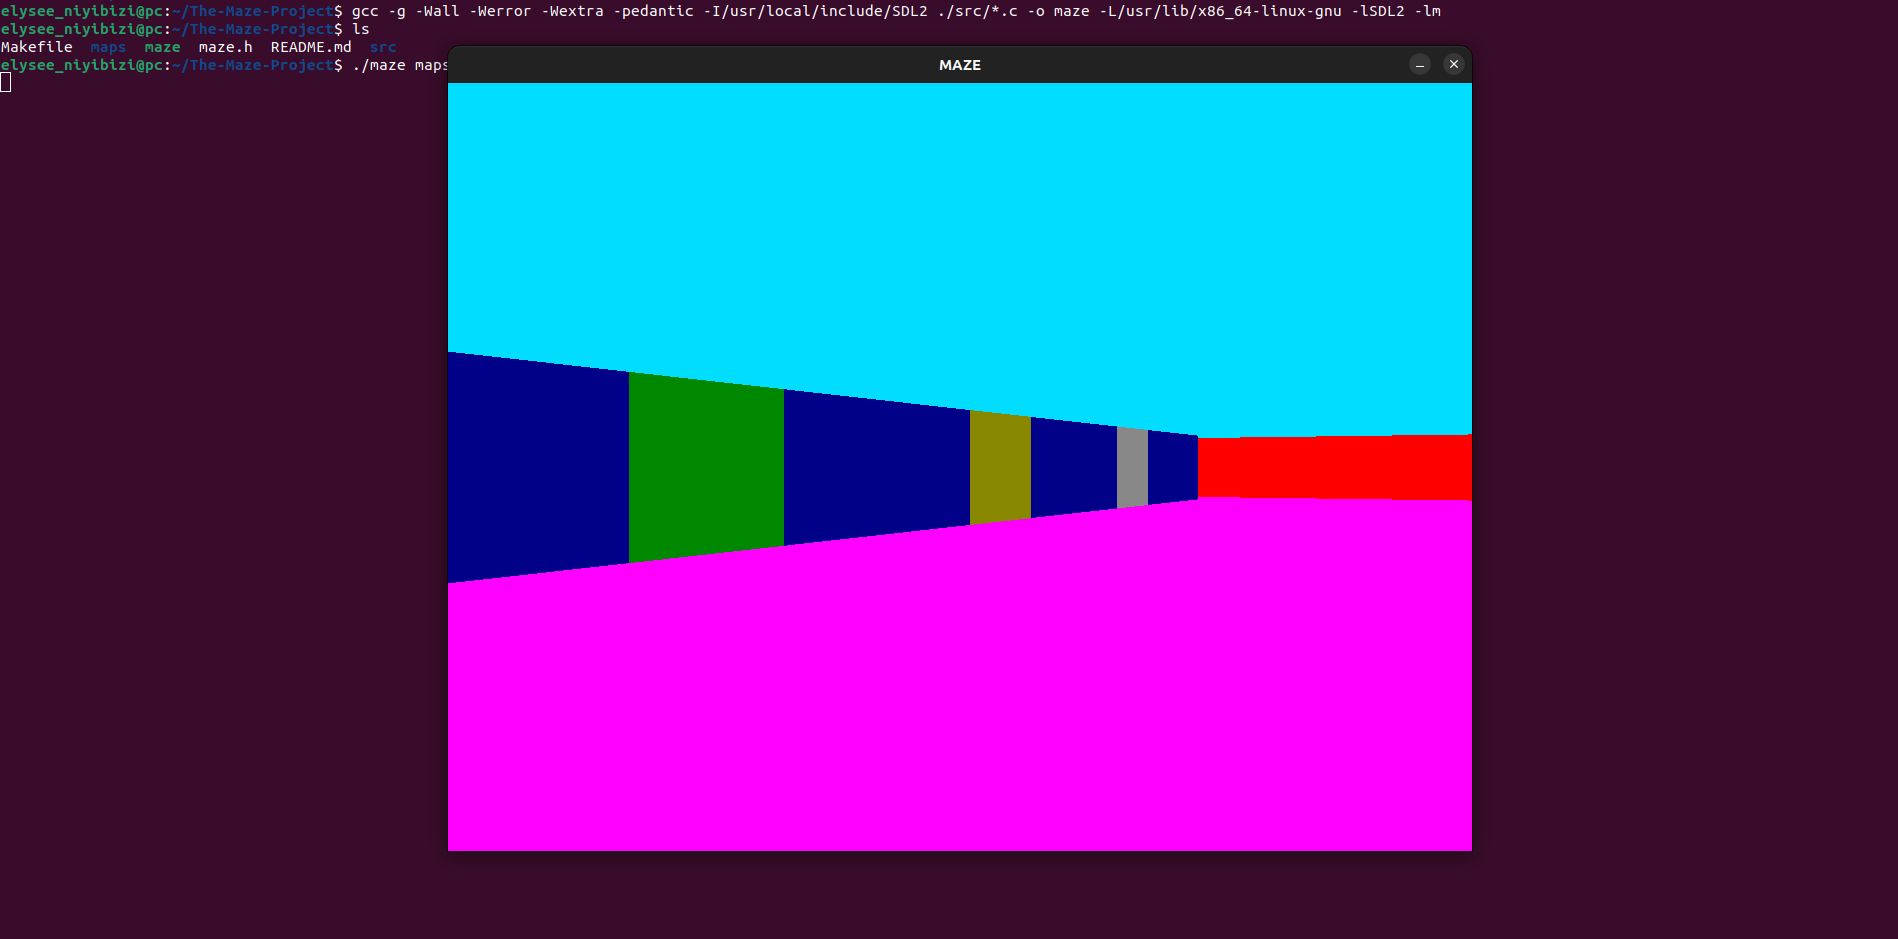 elysee_niyibizi@pc:~/The-Maze-Project$ gcc -g -Wall -Werror -Wextra -pedantic -I/usr/local/include/SDL2 ./src/*.c -o maze -L/usr/lib/x86_64-linux-gnu -lSDL2 -lm
elysee_niyibizi@pc:~/The-Maze-Project$ ls
Makefile maps maze maze.h README.md src
elysee_niyibizi@pc:~/The-Maze-Project$ ./maze maps
MAZE